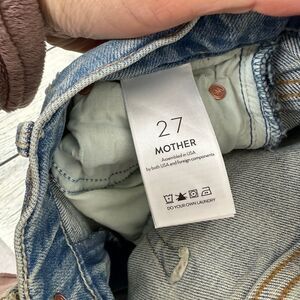 27
MOTHER
Assembled in USA
by both USA and foreign components
DO YOUR OWN LAUNDRY